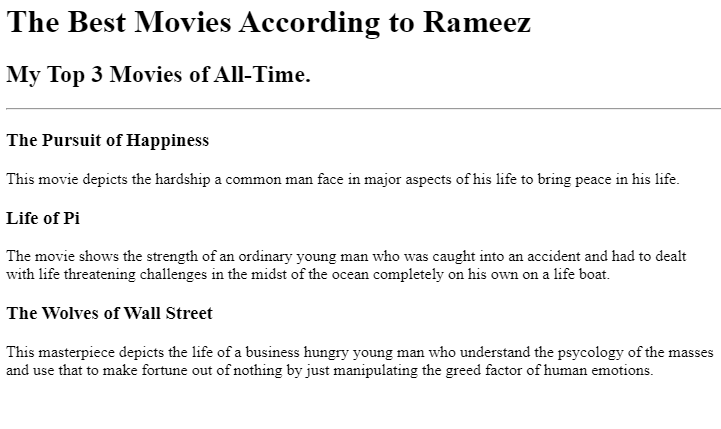 The Best Movies According to Rameez
My Top 3 Movies of All-Time.
The Pursuit of Happiness
This movie depicts the hardship a common man face in major aspects of his life to bring peace in his life.
Life of Pi
The movie shows the strength of an ordinary young man who was caught into an accident and had to dealt
with life threatening challenges in the midst of the ocean completely on his own on a life boat.
The Wolves of Wall Street
This masterpiece depicts the life of a business hungry young man who understand the psycology of the masses
and use that to make fortune out of nothing by just manipulating the greed factor of human emotions.